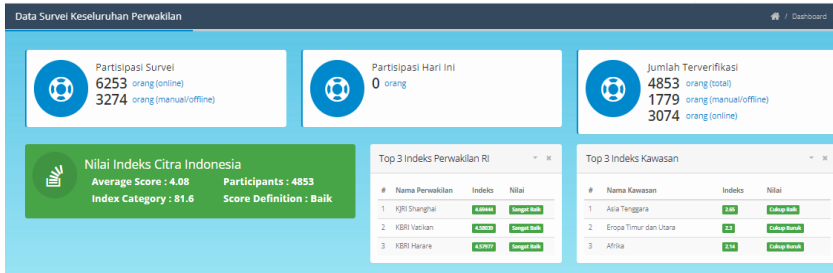 Data Survei Keseluruhan Perwakilan
/ Dashboard
Partisipasi Survei
6253 orang (online)
3274 orang (manual/offline)
Partisipasi Hari Ini
0 orang
Jumlah Terverifikasi
4853 orang (total)
1779 orang (manual/offline)
3074 orang (online)
Nilai Indeks Citra Indonesia
Average Score : 4.08 Participants : 4853
Index Category : 81.6 Score Definition : Baik
Top 3 Indeks Perwakilan RI
# Nama Perwakilan Indeks Nilai
1 KJRI Shanghai 4.69444 Sangat Baik
2 KBRI Vatikan 4.58039 Sangat Baik
3 KBRI Harare 4.57977 Sangat Baik
Top 3 Indeks Kawasan
# Nama Kawasan Indeks Nilai
1 Asia Tenggara 2.65 Cukup Baik
2 Eropa Timur dan Utara 2.3 Cukup Buruk
3 Afrika 2.14 Cukup Buruk